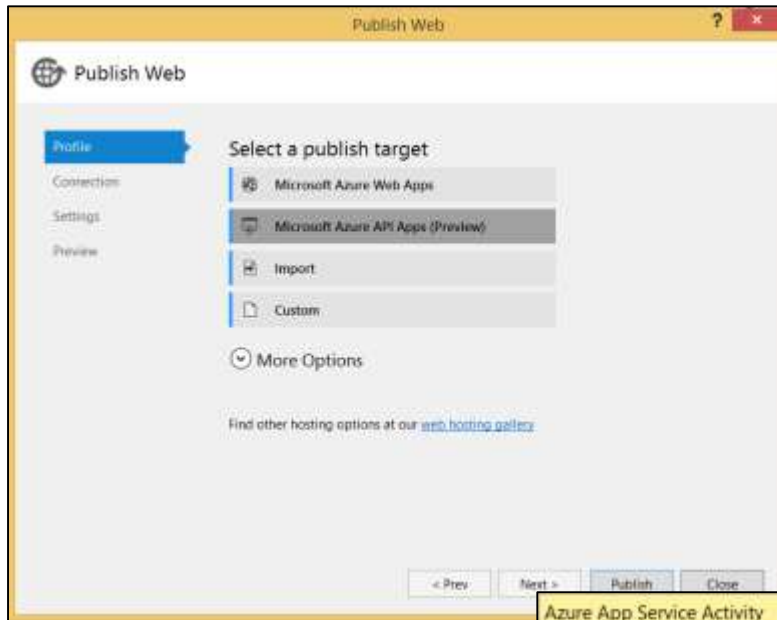 Publish Web
?
Publish Web
Profile
Connection
Settings
Preview
Select a publish target
Microsoft Azure Web Apps
Microsoft Azure API Apps (Preview)
Import
Custom
More Options
Find other hosting options at our web hosting gallery
< Prev
Next >
Publish
Close
Azure App Service Activity